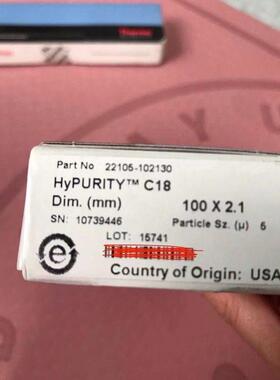 Thermo
Part No 22105-102130
HyPURITY™ C18
Dim. (mm) 100 X 2.1
SN: 10739446 Particle Sz. (µ) 5
LOT: 15741
e
Country of Origin: USA